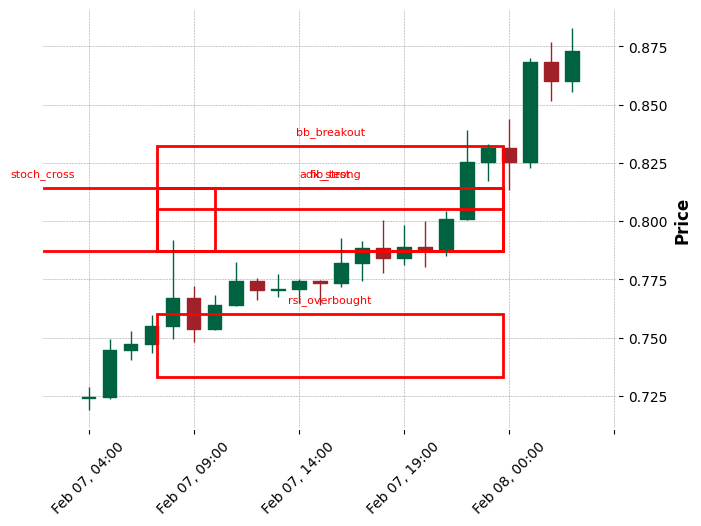 0.875
0.850
bb_breakout
0.825
stoch_cross
adx_strong
0.800
Price
0.775
rsi_overbought
0.750
0.725
Feb 07, 04:00
Feb 07, 09:00
Feb 07, 14:00
Feb 07, 19:00
Feb 08, 00:00